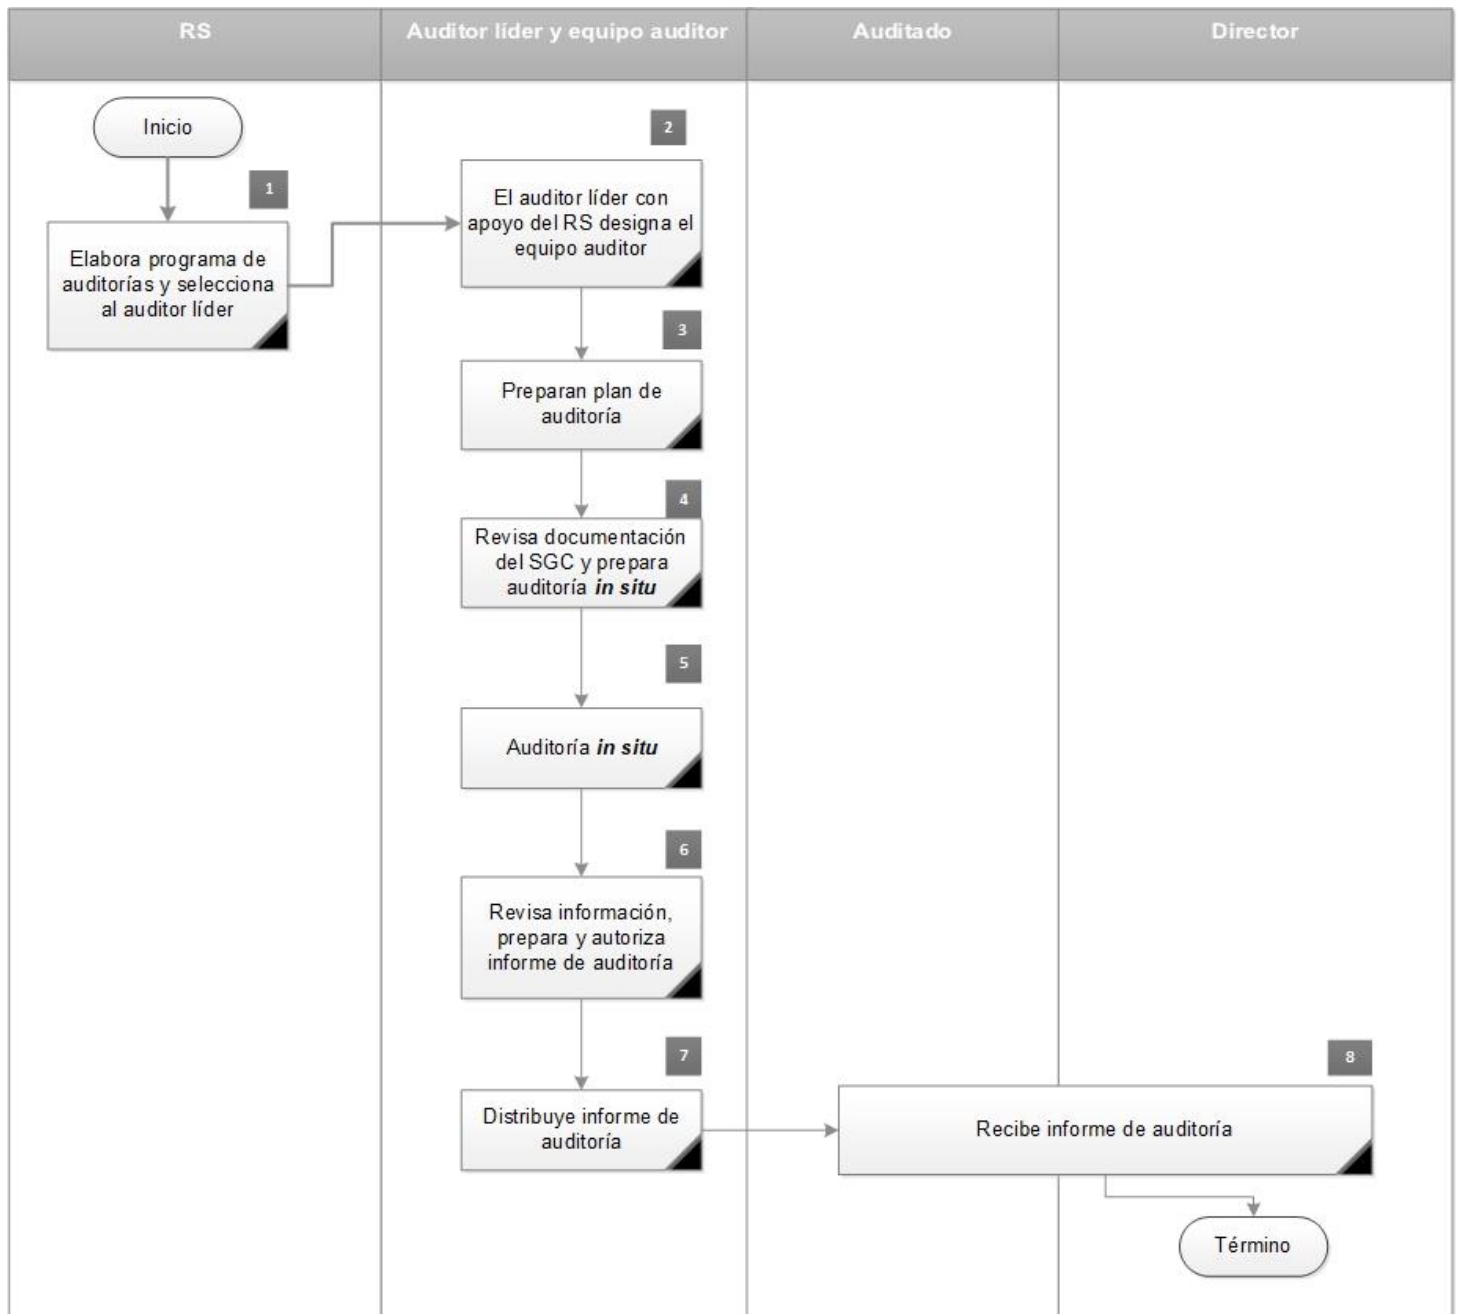 RS
Auditor líder y equipo auditor
Auditado
Director
Inicio
1
Elabora programa de
auditorías y selecciona
al auditor líder
2
El auditor líder con
apoyo del RS designa el
equipo auditor
3
Preparan plan de
auditoría
4
Revisa documentación
del SGC y prepara
auditoría in situ
5
Auditoría in situ
6
Revisa información,
prepara y autoriza
informe de auditoría
7
Distribuye informe de
auditoría
8
Recibe informe de auditoría
Término